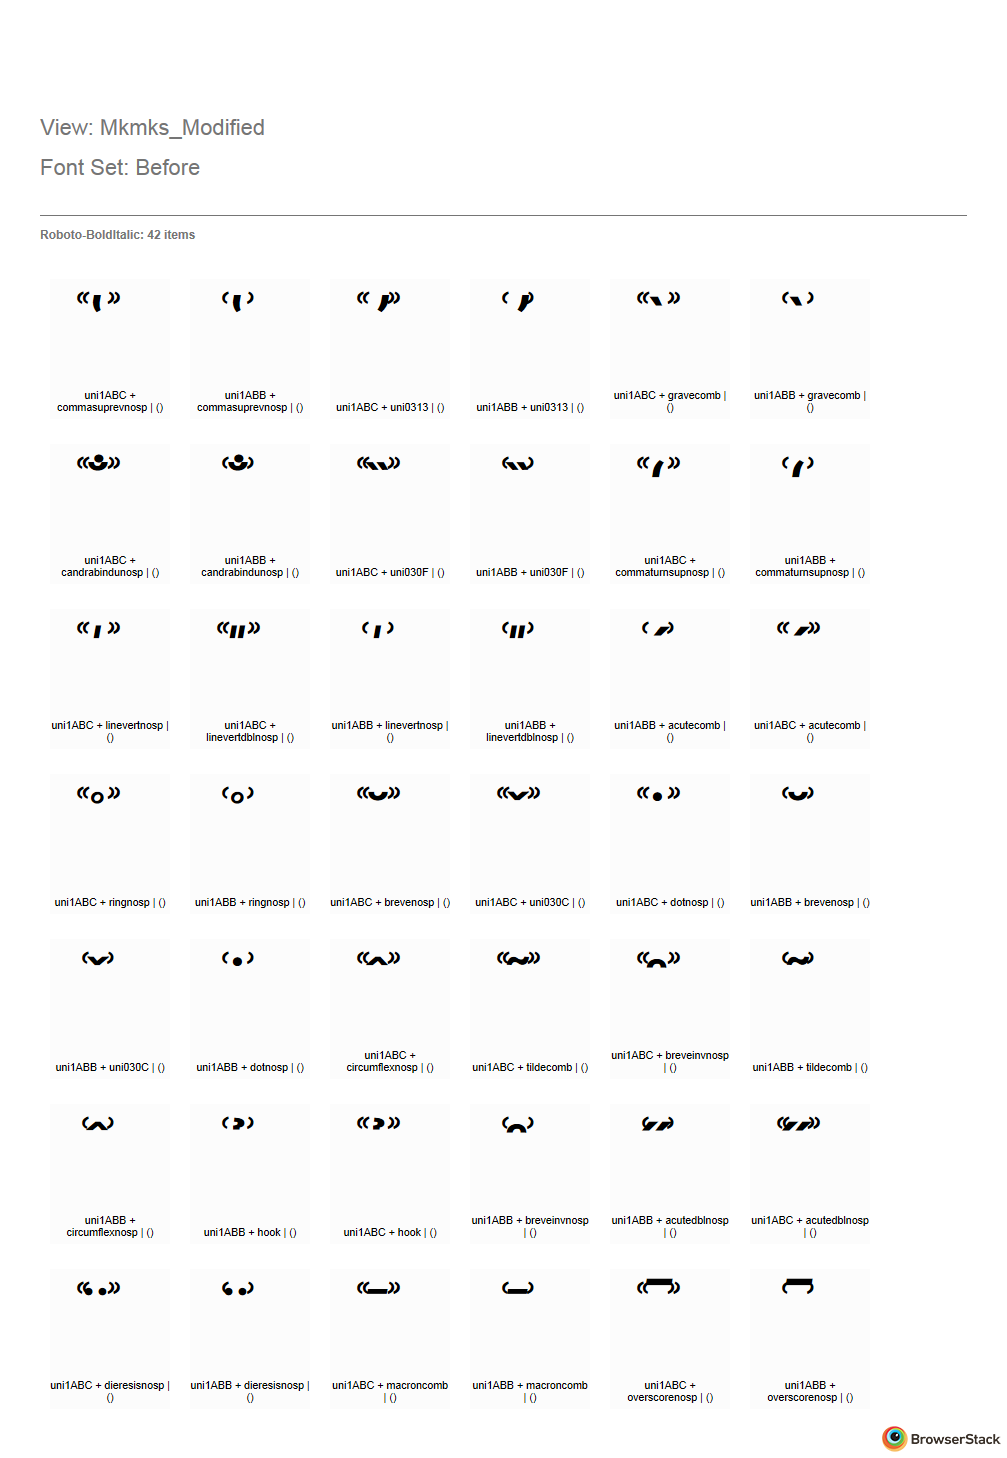 View: Mkmks_Modified
Font Set: Before
Roboto-BoldItalic: 42 items
uni1ABC +
commasuprevnosp | ()
uni1ABB +
commasuprevnosp | ()
uni1ABC + uni0313 | ()
uni1ABB + uni0313 | ()
uni1ABC + gravecomb |
()
uni1ABB + gravecomb |
()
uni1ABC +
candrabindunosp | ()
uni1ABB +
candrabindunosp | ()
uni1ABC + uni030F | ()
uni1ABB + uni030F | ()
uni1ABC +
commaturnsupnosp | ()
uni1ABB +
commaturnsupnosp | ()
uni1ABC + linevertnosp |
()
uni1ABC +
linevertdblnosp | ()
uni1ABB + linevertnosp |
()
uni1ABB +
linevertdblnosp | ()
uni1ABB + acutecomb |
()
uni1ABC + acutecomb |
()
uni1ABC + ringnosp | ()
uni1ABB + ringnosp | ()
uni1ABC + brevenosp | ()
uni1ABC + uni030C | ()
uni1ABC + dotnosp | ()
uni1ABB + brevenosp | ()
uni1ABB + uni030C | ()
uni1ABB + dotnosp | ()
uni1ABC +
circumflexnosp | ()
uni1ABC + tildecomb | ()
uni1ABC + breveinvnosp
| ()
uni1ABB + tildecomb | ()
uni1ABB +
circumflexnosp | ()
uni1ABB + hook | ()
uni1ABC + hook | ()
uni1ABB + breveinvnosp
| ()
uni1ABB + acutedblnosp
| ()
uni1ABC + acutedblnosp
| ()
uni1ABC + dieresisnosp |
()
uni1ABB + dieresisnosp |
()
uni1ABC + macroncomb
| ()
uni1ABB + macroncomb
| ()
uni1ABC +
overscorenosp | ()
uni1ABB +
overscorenosp | ()
BrowserStack